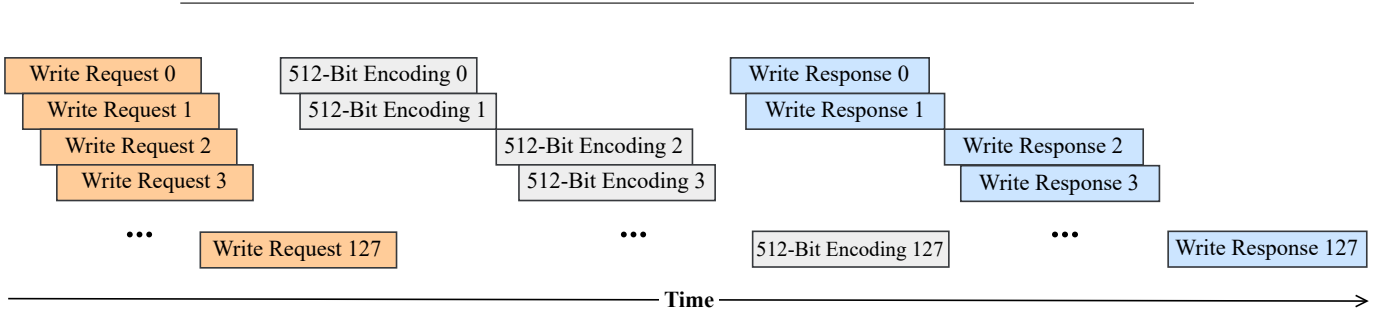 Write Request 0 512-Bit Encoding 0 Write Response 0
Write Request 1 512-Bit Encoding 1 Write Response 1
Write Request 2 512-Bit Encoding 2 Write Response 2
Write Request 3 512-Bit Encoding 3 Write Response 3
... ... ...
Write Request 127 512-Bit Encoding 127 Write Response 127
Time